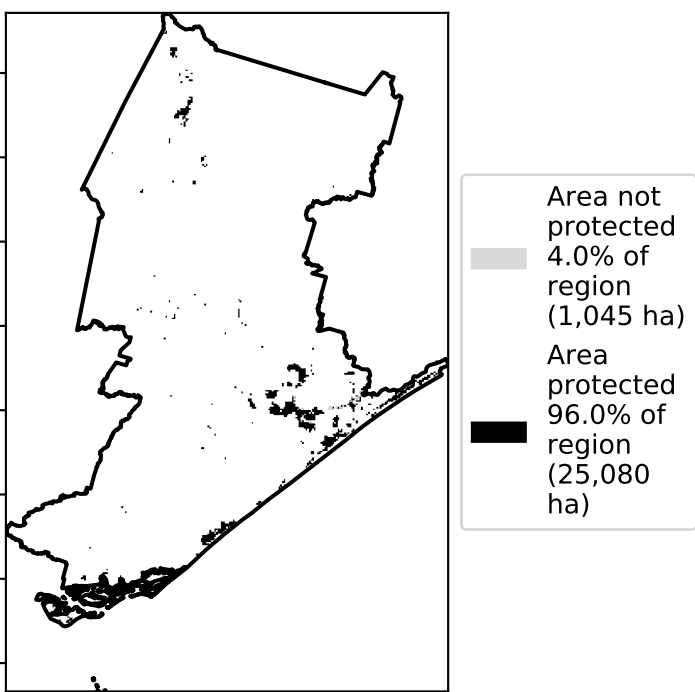 Area not
protected
4.0% of
region
(1,045 ha)
Area
protected
96.0% of
region
(25,080
ha)